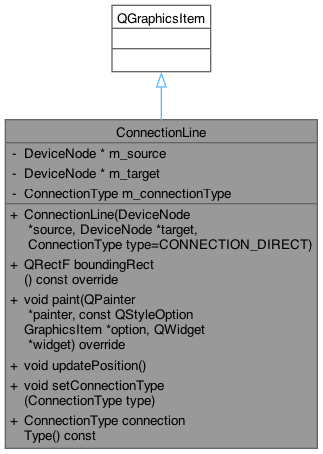 QGraphicsItem
ConnectionLine
- DeviceNode * m_source
- DeviceNode * m_target
- ConnectionType m_connectionType
+ ConnectionLine(DeviceNode
*source, DeviceNode *target,
ConnectionType type=CONNECTION_DIRECT)
+ QRectF boundingRect
() const override
+ void paint(QPainter
*painter, const QStyleOption
GraphicsItem *option, QWidget
*widget) override
+ void updatePosition()
+ void setConnectionType
(ConnectionType type)
+ ConnectionType connection
Type() const